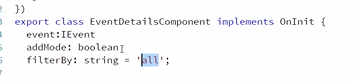 })
export class EventDetailsComponent implements OnInit {
event:IEvent
addMode: boolean
filterBy: string = 'all';